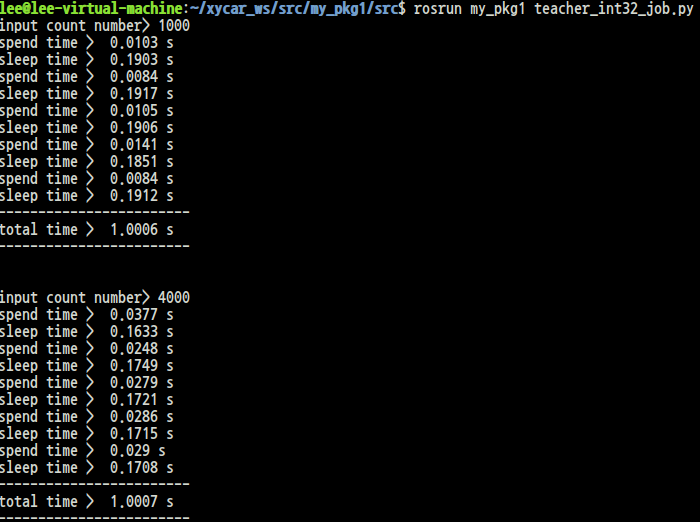 lee@lee-virtual-machine:~/xycar_ws/src/my_pkg1/src$ rosrun my_pkg1 teacher_int32_job.py
input count number> 1000
spend time >  0.0103 s
sleep time >  0.1903 s
spend time >  0.0084 s
sleep time >  0.1917 s
spend time >  0.0105 s
sleep time >  0.1906 s
spend time >  0.0141 s
sleep time >  0.1851 s
spend time >  0.0084 s
sleep time >  0.1912 s
------------------------
total time >  1.0006 s
------------------------
input count number> 4000
spend time >  0.0377 s
sleep time >  0.1633 s
spend time >  0.0248 s
sleep time >  0.1749 s
spend time >  0.0279 s
sleep time >  0.1721 s
spend time >  0.0286 s
sleep time >  0.1715 s
spend time >  0.029 s
sleep time >  0.1708 s
------------------------
total time >  1.0007 s
------------------------